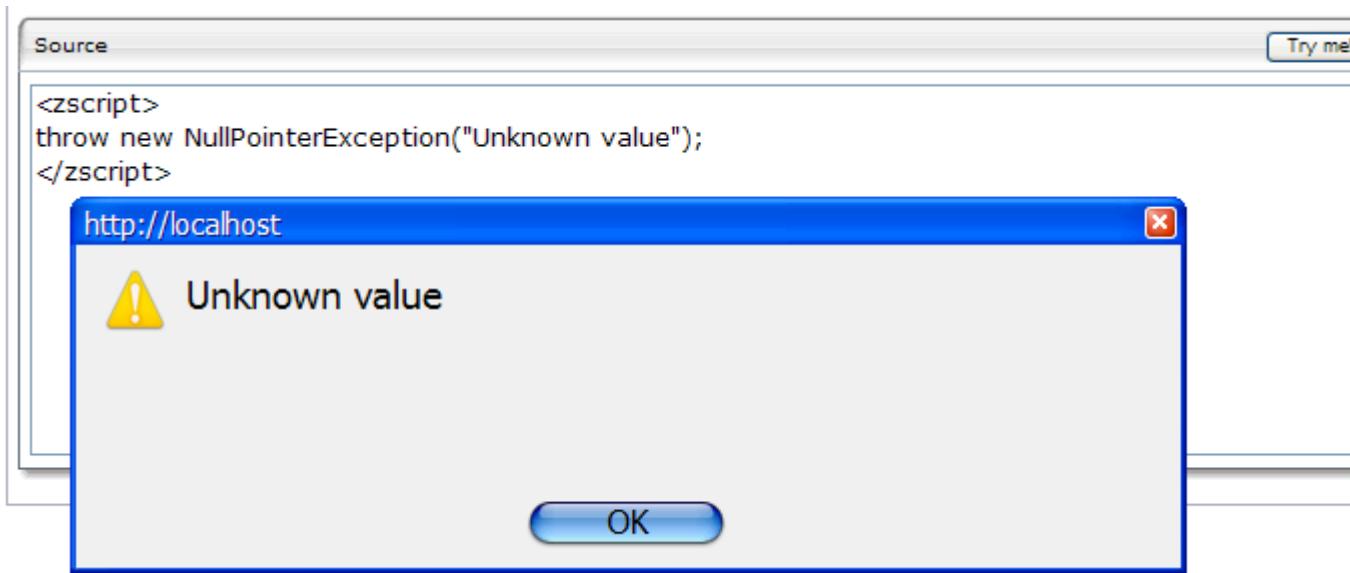 Source
Try me!
<zscript>
throw new NullPointerException("Unknown value");
</zscript>
http://localhost
Unknown value
OK